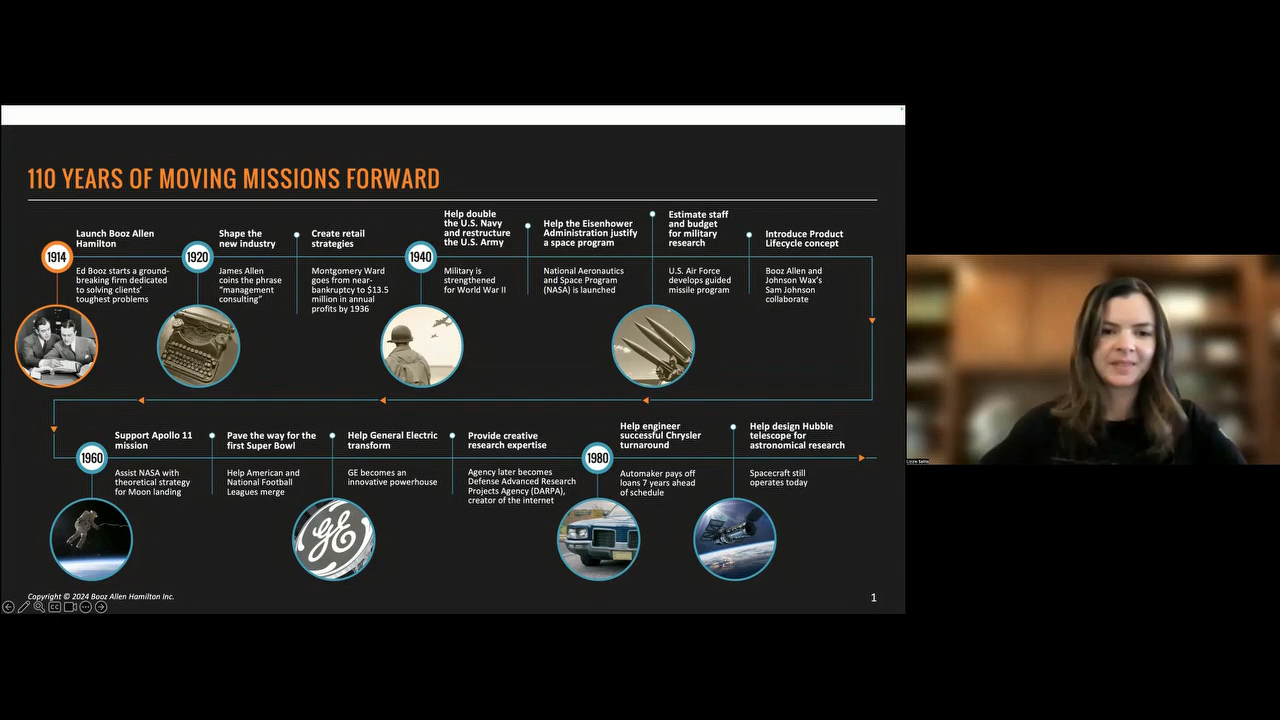 110 YEARS OF MOVING MISSIONS FORWARD
1914
Launch Booz Allen
Hamilton
Ed Booz starts a ground-
breaking firm dedicated
to solving clients'
toughest problems
1920
Shape the
new industry
James Allen
coins the phrase
"management
consulting"
Create retail
strategies
Montgomery Ward
goes from near-
bankruptcy to $13.5
million in annual
profits by 1936
1940
Help double
the U.S. Navy
and restructure
the U.S. Army
Military is
strengthened
for World War II
Help the Eisenhower
Administration justify
a space program
National Aeronautics
and Space Program
(NASA) is launched
Estimate staff
and budget
for military
research
U.S. Air Force
develops guided
missile program
Introduce Product
Lifecycle concept
Booz Allen and
Johnson Wax's
Sam Johnson
collaborate
1960
Support Apollo 11
mission
Assist NASA with
theoretical strategy
for Moon landing
Pave the way for the
first Super Bowl
Help American and
National Football
Leagues merge
Help General Electric
transform
GE becomes an
innovative powerhouse
GE
Provide creative
research expertise
Agency later becomes
Defense Advanced Research
Projects Agency (DARPA),
creator of the internet
1980
Help engineer
successful Chrysler
turnaround
Automaker pays off
loans 7 years ahead
of schedule
Help design Hubble
telescope for
astronomical research
Spacecraft still
operates today
Copyright © 2024 Booz Allen Hamilton Inc.
1
CC